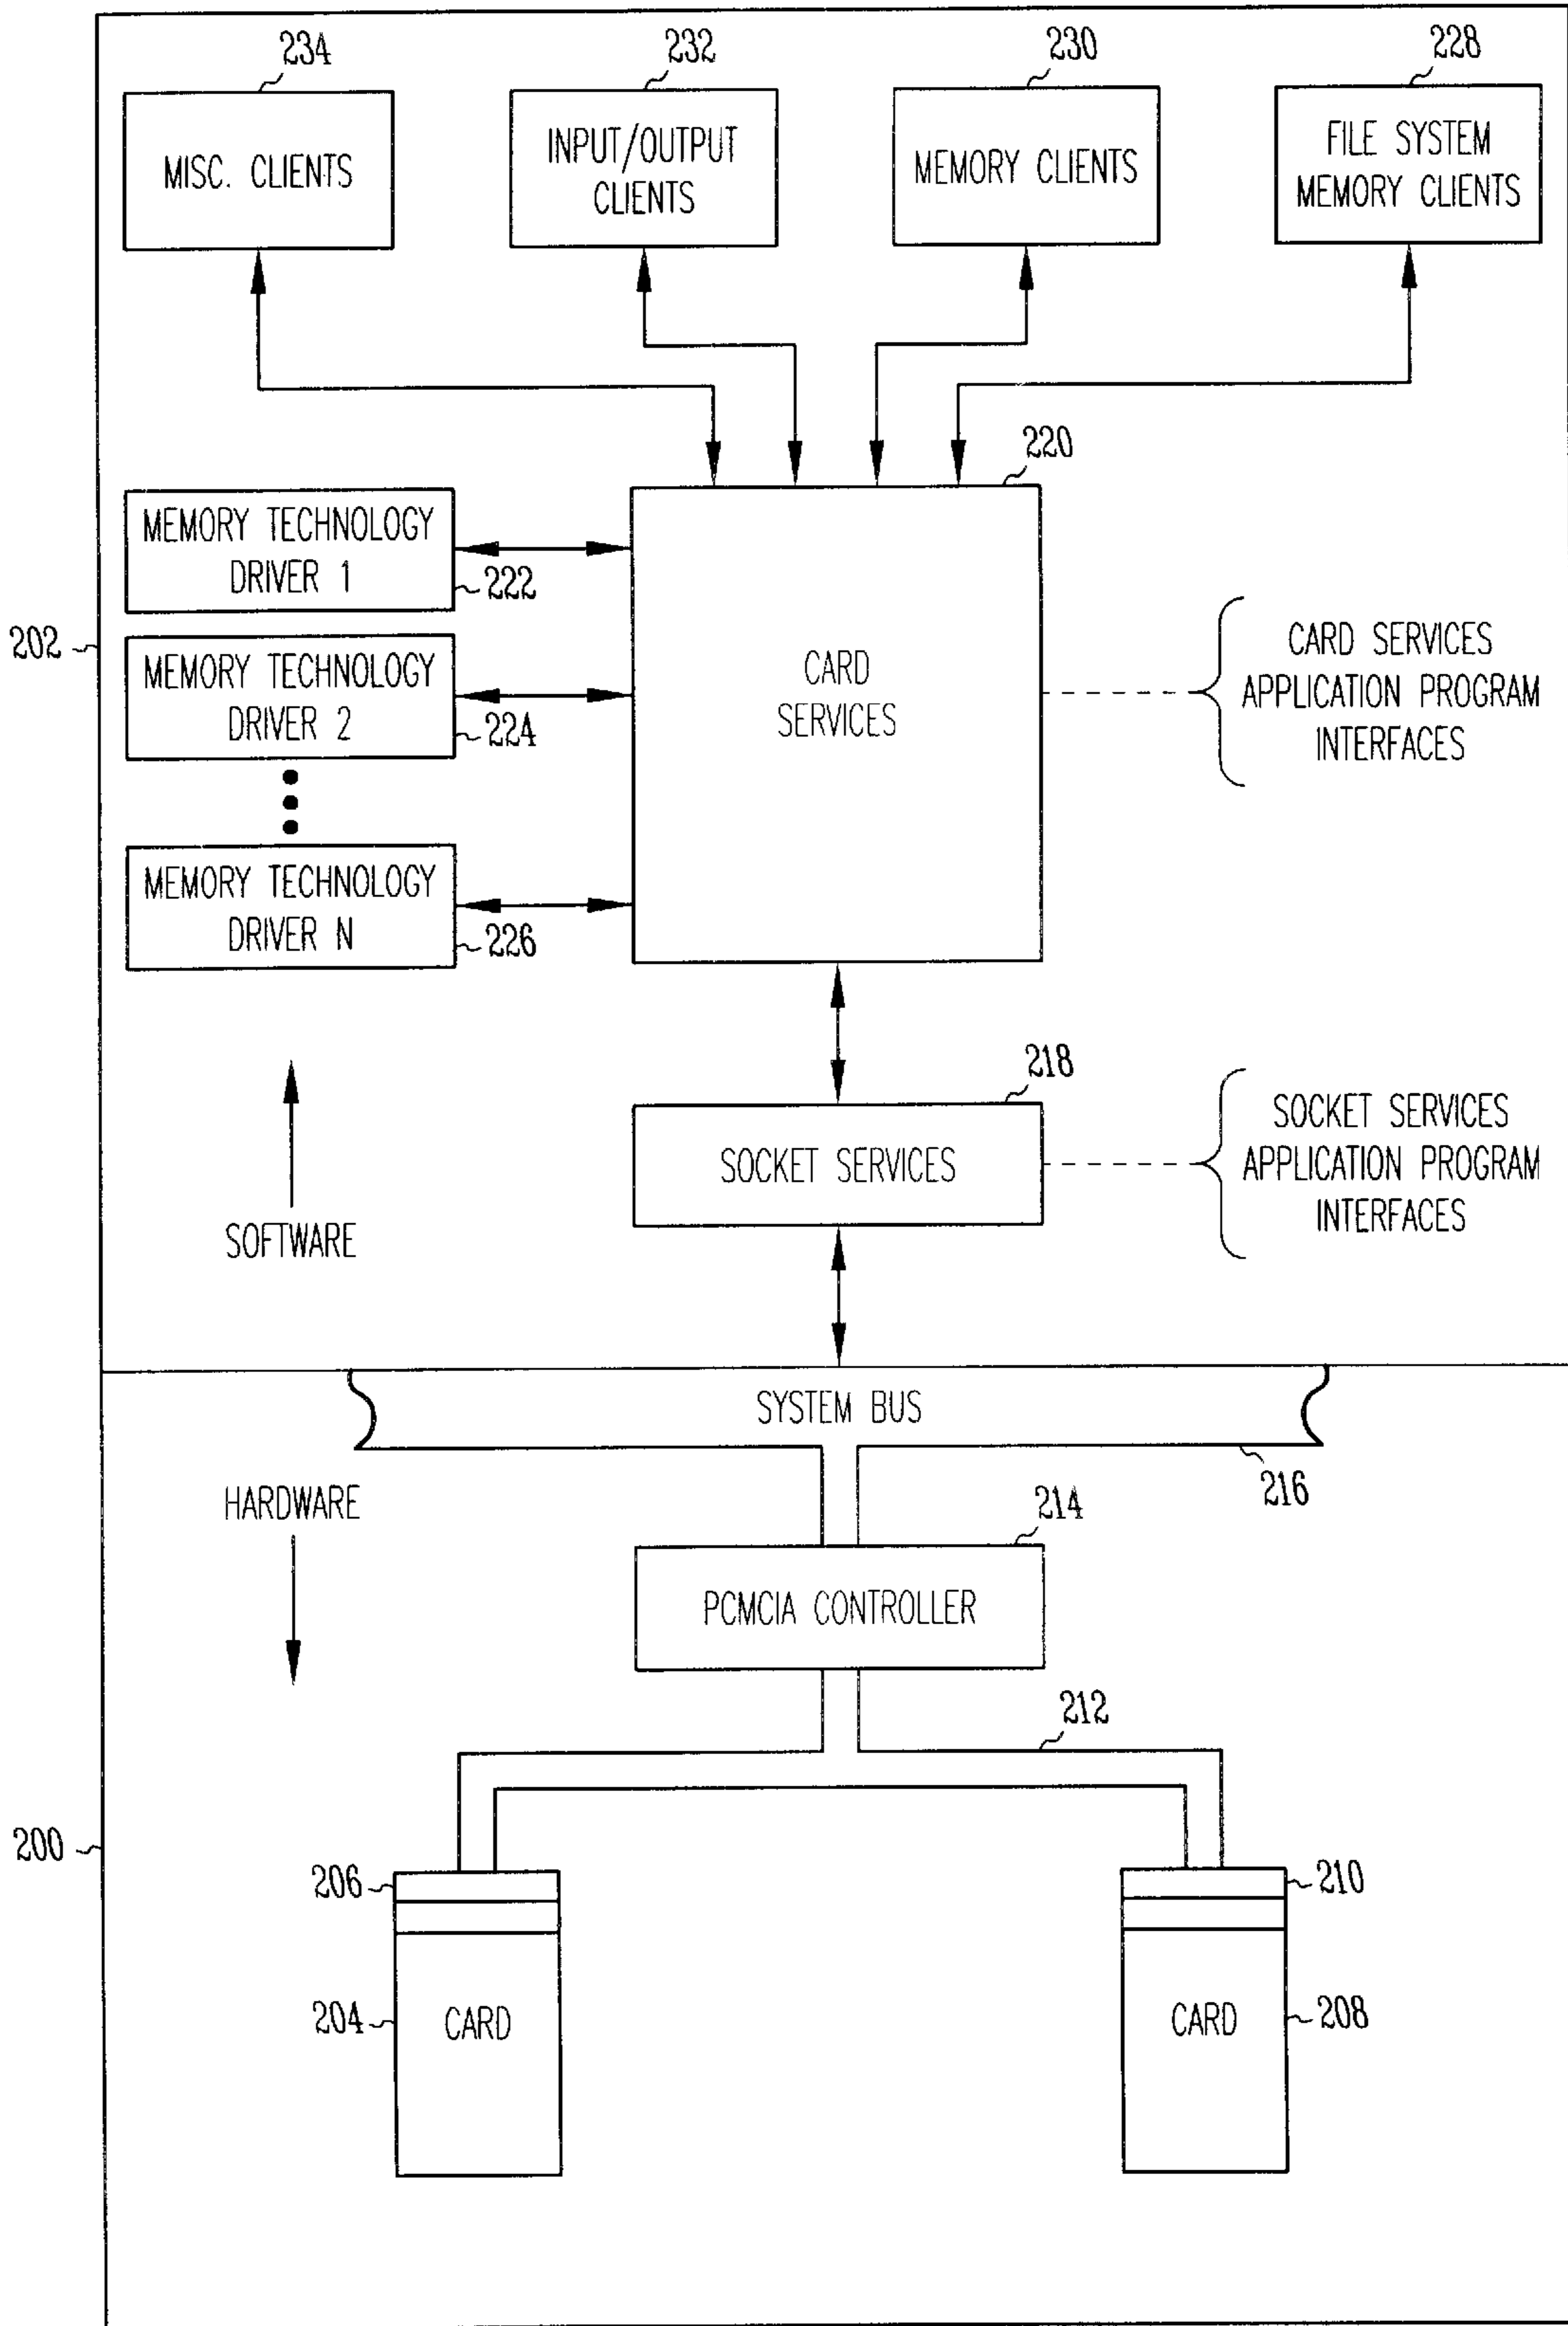 234
232
230
228
MISC. CLIENTS
INPUT/OUTPUT
CLIENTS
MEMORY CLIENTS
FILE SYSTEM
MEMORY CLIENTS
220
MEMORY TECHNOLOGY
DRIVER 1
222
202
MEMORY TECHNOLOGY
DRIVER 2
224
MEMORY TECHNOLOGY
DRIVER N
226
CARD
SERVICES
CARD SERVICES
APPLICATION PROGRAM
INTERFACES
218
SOCKET SERVICES
SOCKET SERVICES
APPLICATION PROGRAM
INTERFACES
SOFTWARE
SYSTEM BUS
216
HARDWARE
214
PCMCIA CONTROLLER
212
200
206
210
204
CARD
CARD
208